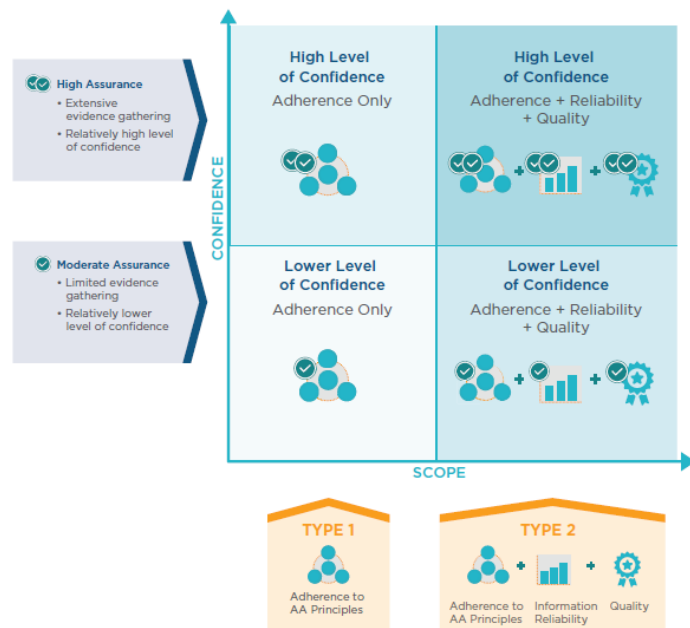 High Assurance
• Extensive
evidence gathering
• Relatively high level
of confidence
Moderate Assurance
• Limited evidence
gathering
• Relatively lower
level of confidence
CONFIDENCE
High Level
of Confidence
Adherence Only
High Level
of Confidence
Adherence + Reliability
+ Quality
Lower Level
of Confidence
Adherence Only
Lower Level
of Confidence
Adherence + Reliability
+ Quality
SCOPE
TYPE 1
Adherence to
AA Principles
TYPE 2
Adherence to
AA Principles
Information
Reliability
Quality